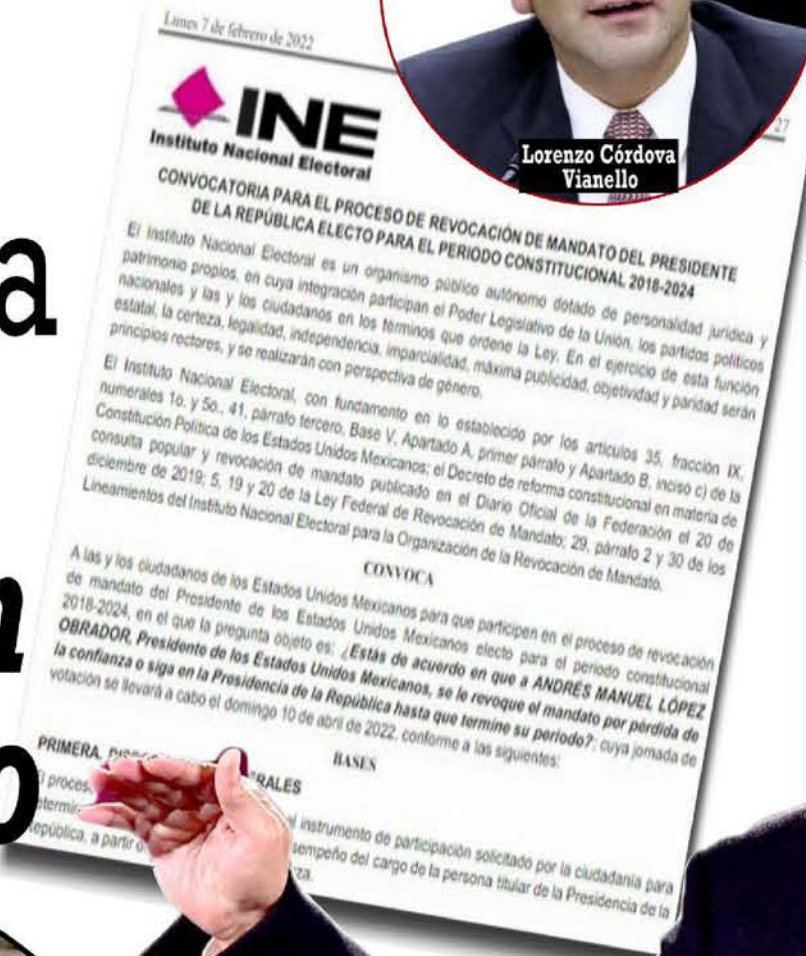 Lunes 7 de febrero de 2022
27
INE
Instituto Nacional Electoral
Lorenzo Córdova
Vianello
a
n
o
CONVOCATORIA PARA EL PROCESO DE REVOCACIÓN DE MANDATO DEL PRESIDENTE
DE LA REPÚBLICA ELECTO PARA EL PERIODO CONSTITUCIONAL 2018-2024
El Instituto Nacional Electoral es un organismo público autónomo dotado de personalidad jurídica y
patrimonio propios, en cuya integración participan el Poder Legislativo de la Unión, los partidos políticos
nacionales y las y los ciudadanos en los términos que ordene la Ley. En el ejercicio de esta función
estatal, la certeza, legalidad, independencia, imparcialidad, máxima publicidad, objetividad y paridad serán
principios rectores, y se realizarán con perspectiva de género.
El Instituto Nacional Electoral, con fundamento en lo establecido por los artículos 35, fracción IX,
numerales 1o. y 5o., 41, párrafo tercero, Base V, Apartado A, primer párrafo y Apartado B, inciso c) de la
Constitución Política de los Estados Unidos Mexicanos; el Decreto de reforma constitucional en materia de
consulta popular y revocación de mandato publicado en el Diario Oficial de la Federación el 20 de
diciembre de 2019; 5, 19 y 20 de la Ley Federal de Revocación de Mandato; 29, párrafo 2 y 30 de los
Lineamientos del Instituto Nacional Electoral para la Organización de la Revocación de Mandato,
CONVOCA
A las y los ciudadanos de los Estados Unidos Mexicanos para que participen en el proceso de revocación
de mandato del Presidente de los Estados Unidos Mexicanos electo para el periodo constitucional
2018-2024, en el que la pregunta objeto es: ¿Estás de acuerdo en que a ANDRÉS MANUEL LÓPEZ
OBRADOR, Presidente de los Estados Unidos Mexicanos, se le revoque el mandato por pérdida de
la confianza o siga en la Presidencia de la República hasta que termine su periodo?; cuya jornada de
votación se llevará a cabo el domingo 10 de abril de 2022, conforme a las siguientes:
BASES
PRIMERA. RALES
l instrumento de participación solicitado por la ciudadanía para
república, a partir sempeño del cargo de la persona titular de la Presidencia de la
za.